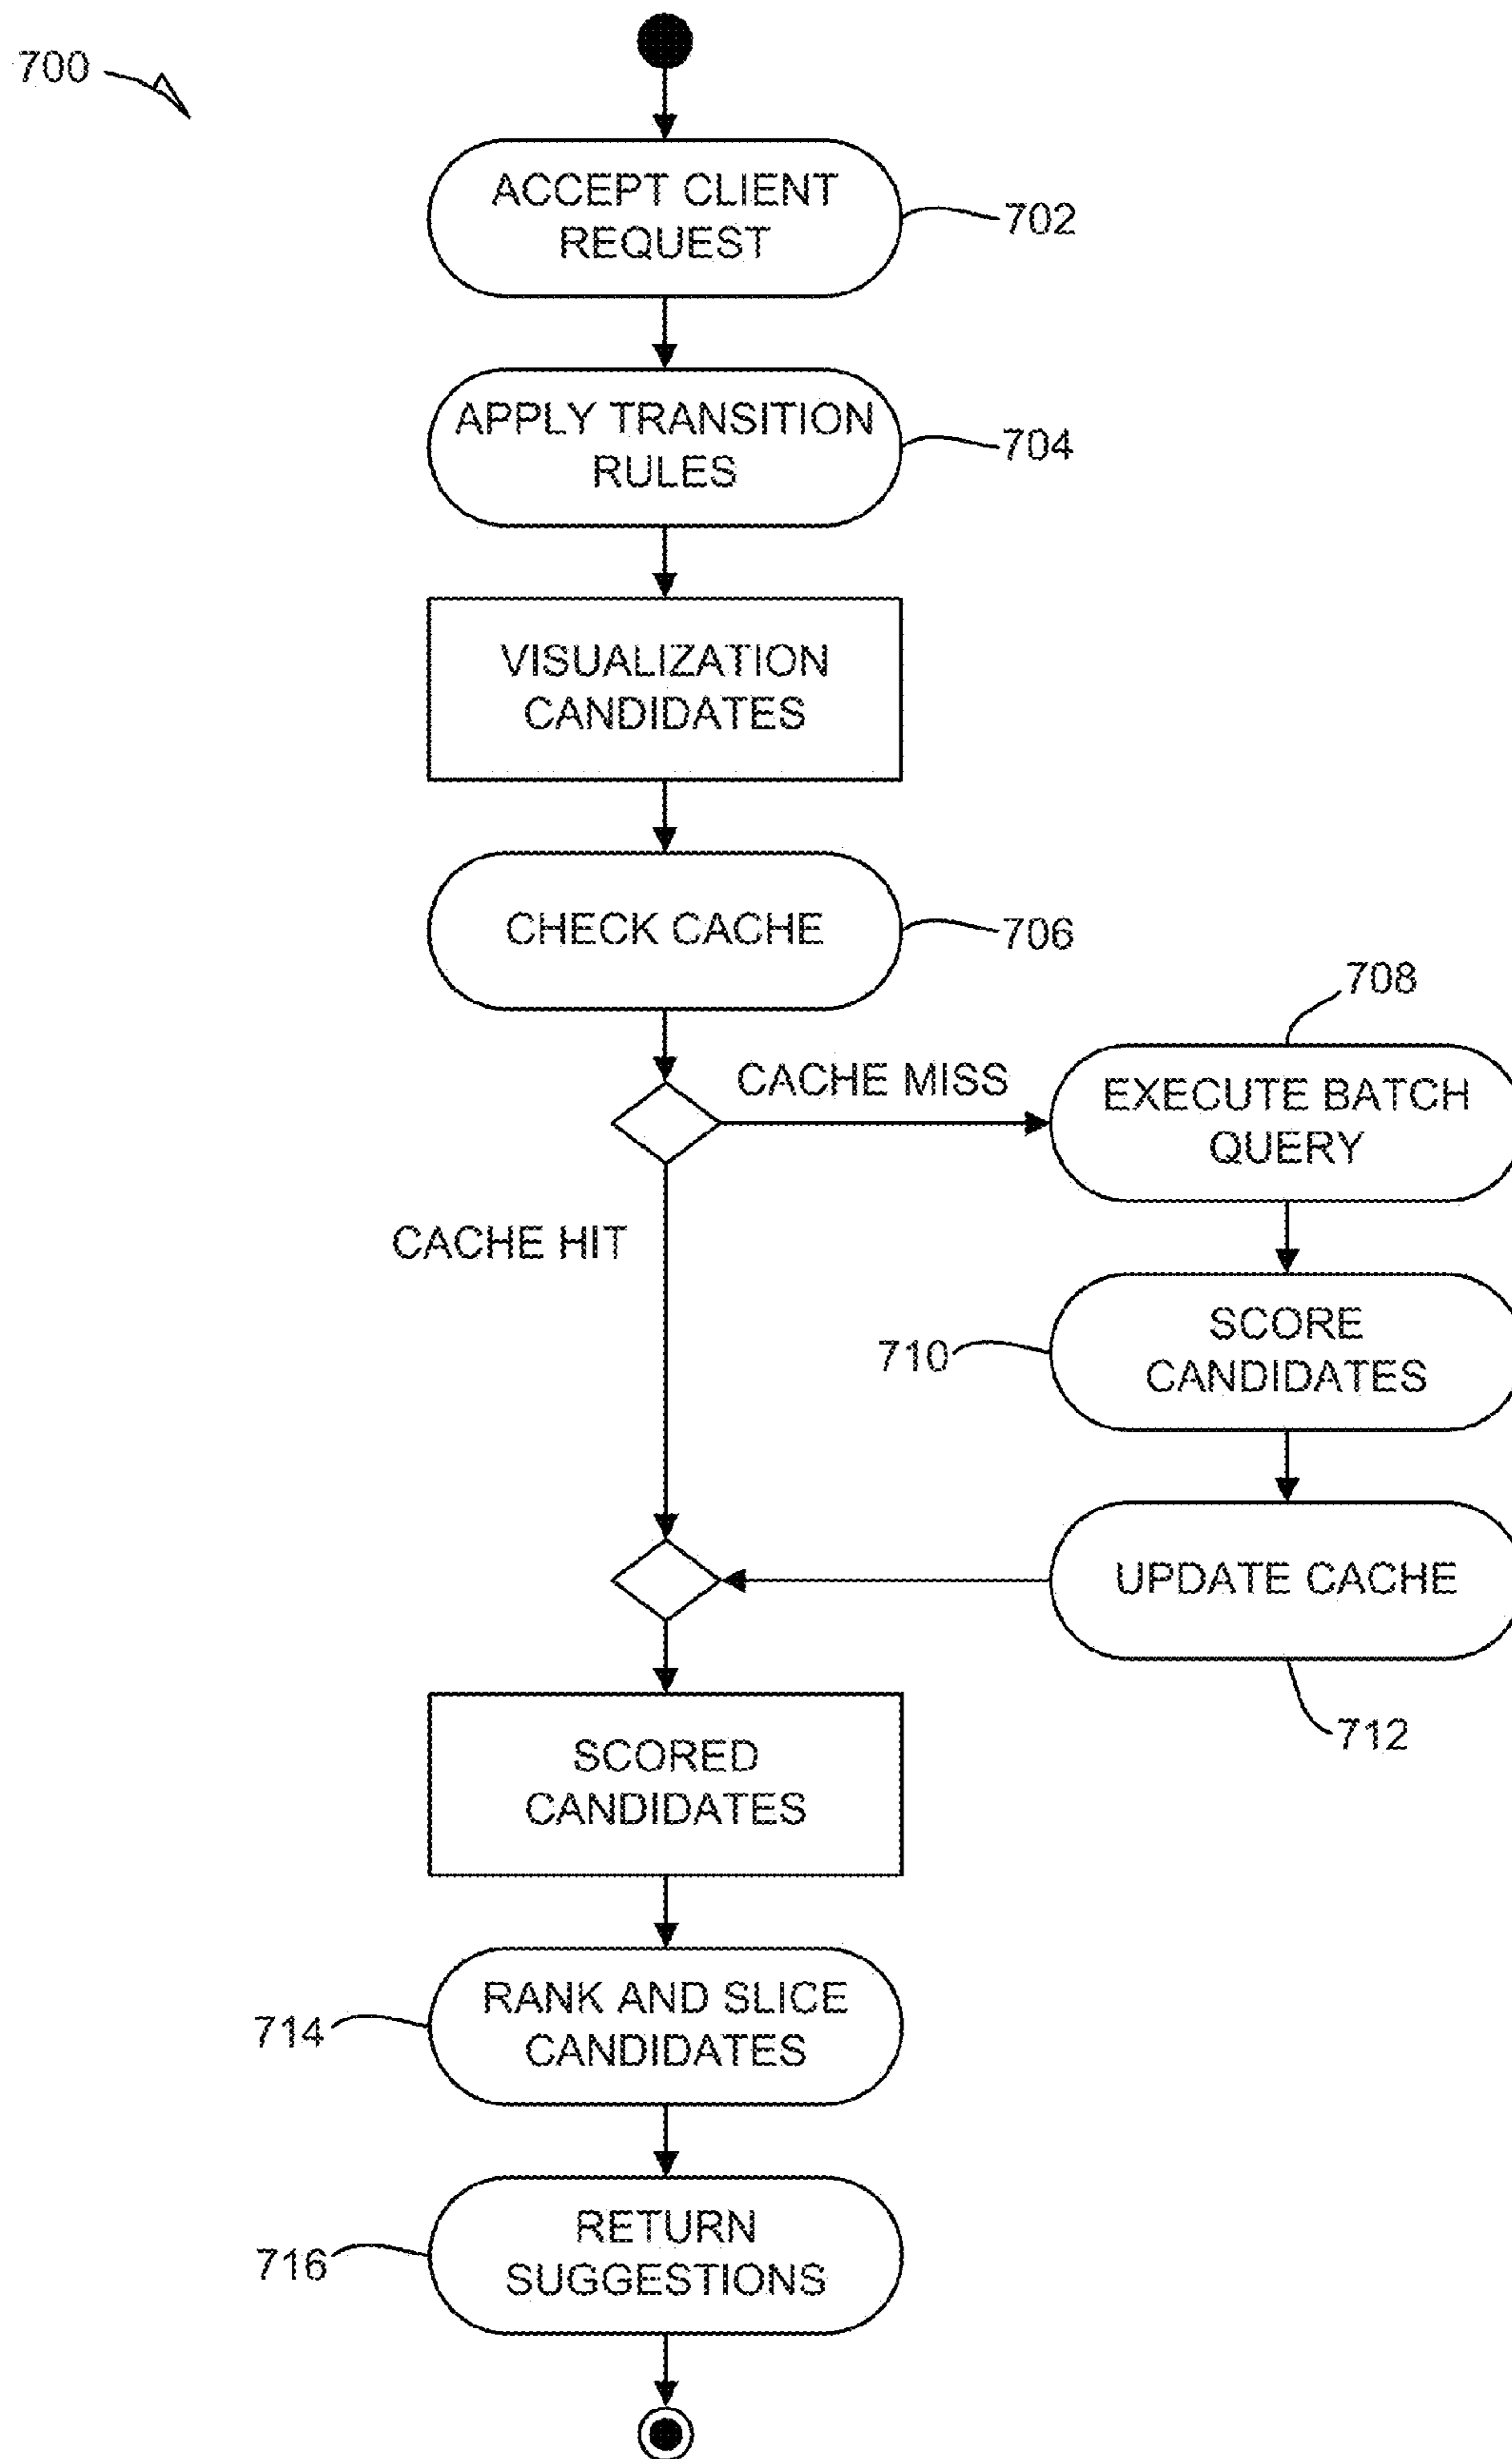 700
ACCEPT CLIENT
REQUEST
702
APPLY TRANSITION
RULES
704
VISUALIZATION
CANDIDATES
CHECK CACHE
706
708
CACHE MISS
EXECUTE BATCH
QUERY
CACHE HIT
SCORE
CANDIDATES
710
UPDATE CACHE
712
SCORED
CANDIDATES
RANK AND SLICE
CANDIDATES
714
RETURN
SUGGESTIONS
716